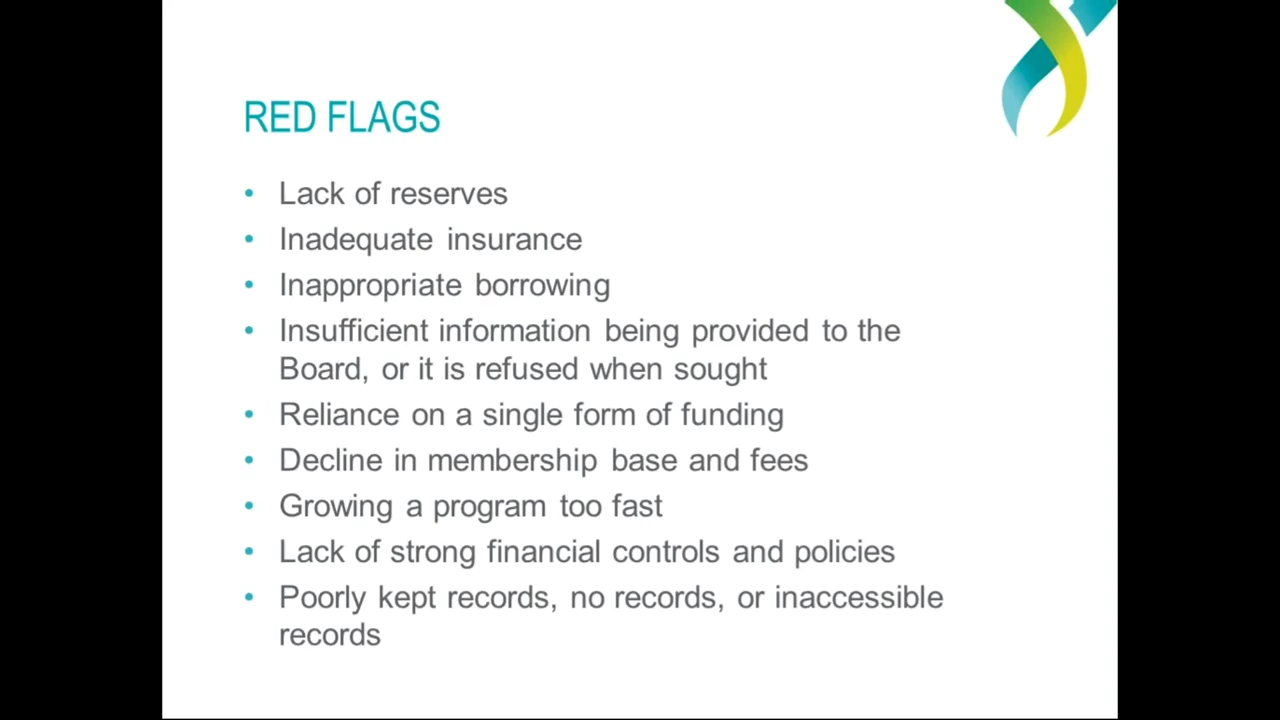 RED FLAGS
• Lack of reserves
• Inadequate insurance
• Inappropriate borrowing
• Insufficient information being provided to the
Board, or it is refused when sought
• Reliance on a single form of funding
• Decline in membership base and fees
• Growing a program too fast
• Lack of strong financial controls and policies
• Poorly kept records, no records, or inaccessible
records